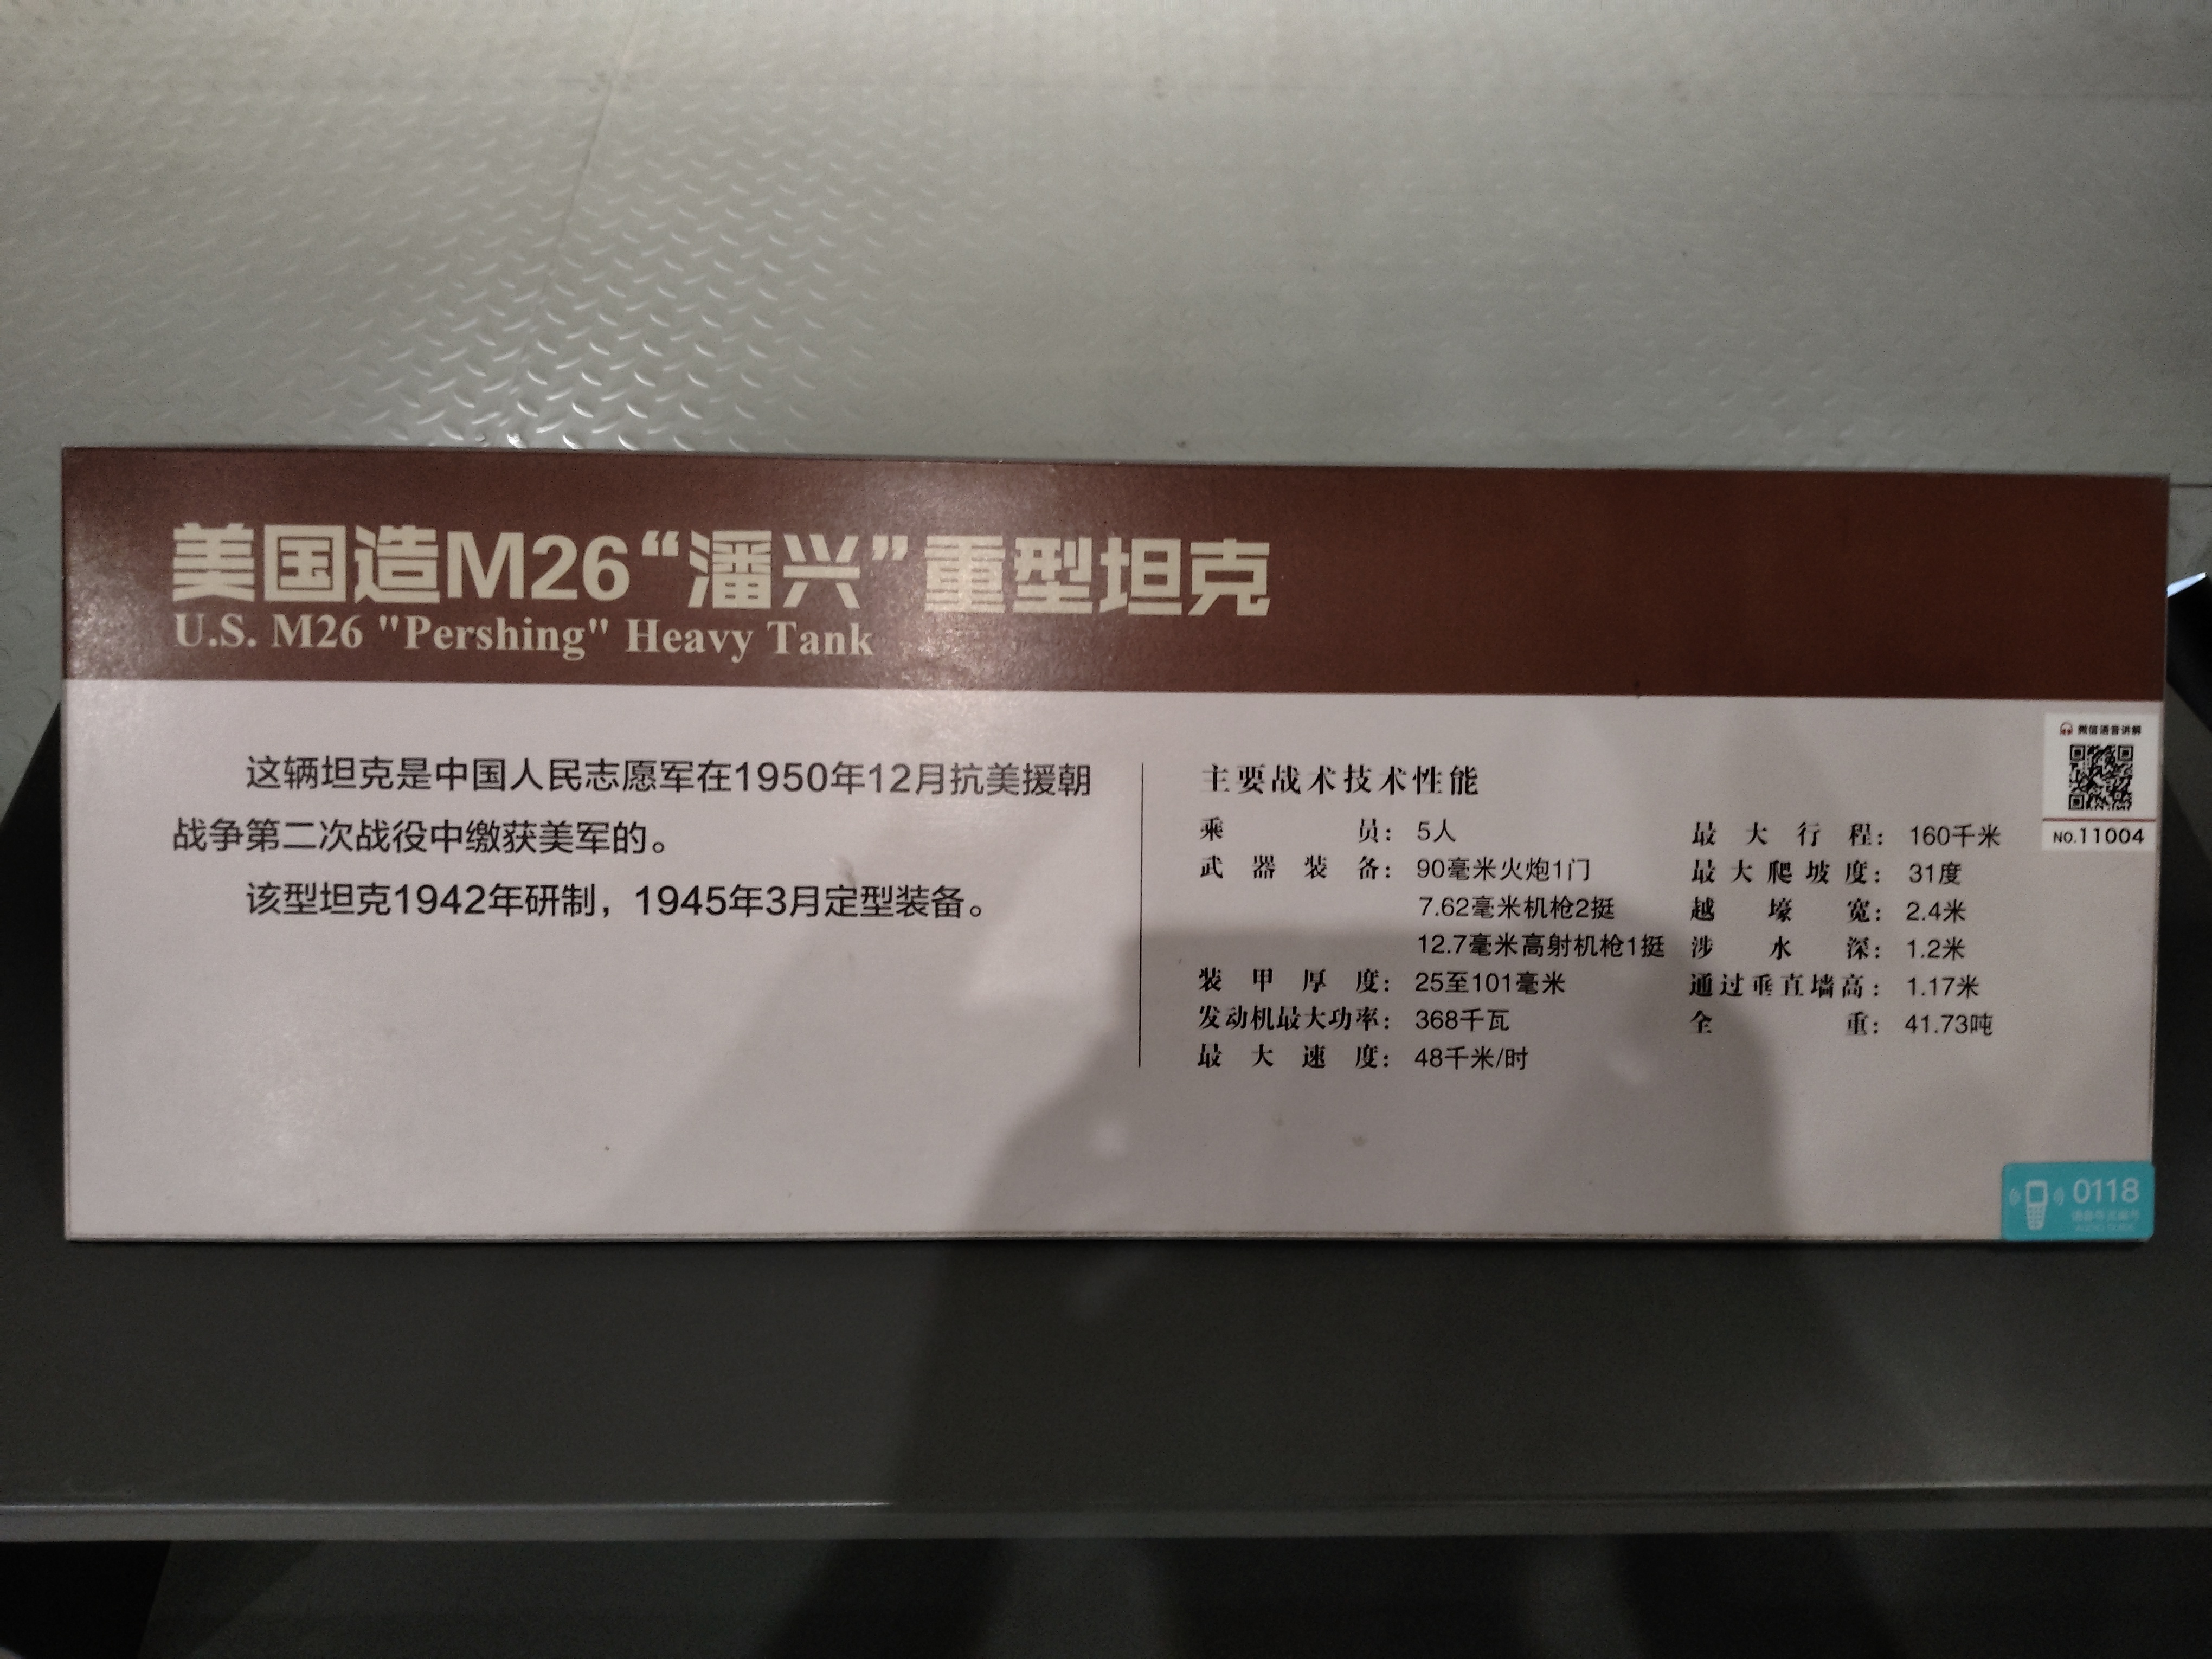 美国造M26“潘兴”重型坦克
U.S. M26 "Pershing" Heavy Tank
这辆坦克是中国人民志愿军在1950年12月抗美援朝
战争第二次战役中缴获美军的。
该型坦克1942年研制，1945年3月定型装备。
主要战术技术性能
乘员：5人
武器装备：90毫米火炮1门
7.62毫米机枪2挺
12.7毫米高射机枪1挺
装甲厚度：25至101毫米
发动机最大功率：368千瓦
最大速度：48千米/时
最大行程：160千米
最大爬坡度：31度
越壕宽：2.4米
涉水深：1.2米
通过垂直墙高：1.17米
全重：41.73吨
微信语音讲解
NO.11004
0118